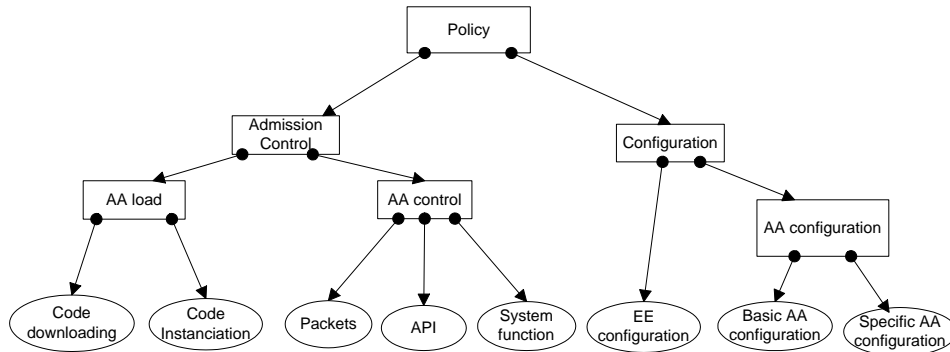 Policy
Admission
Control
Configuration
AA load
AA control
AA configuration
Code
downloading
Code
Instanciation
Packets
API
System
function
EE
configuration
Basic AA
configuration
Specific AA
configuration